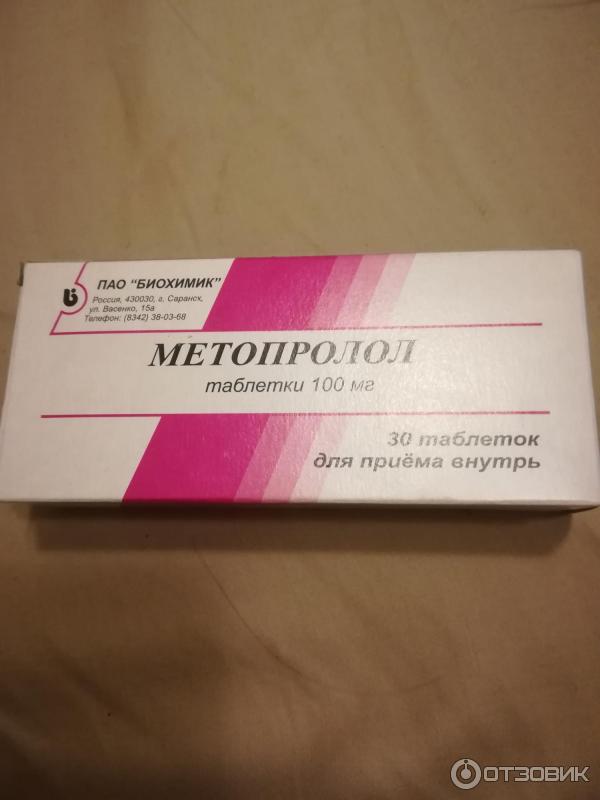 ПАО "БИОХИМИК"
Россия, 430030, г. Саранск,
ул. Васенко, 15а
Телефон: (8342) 38-03-68
МЕТОПРОЛОЛ
таблетки 100 мг
30 таблеток
для приёма внутрь
ОТЗОВИК